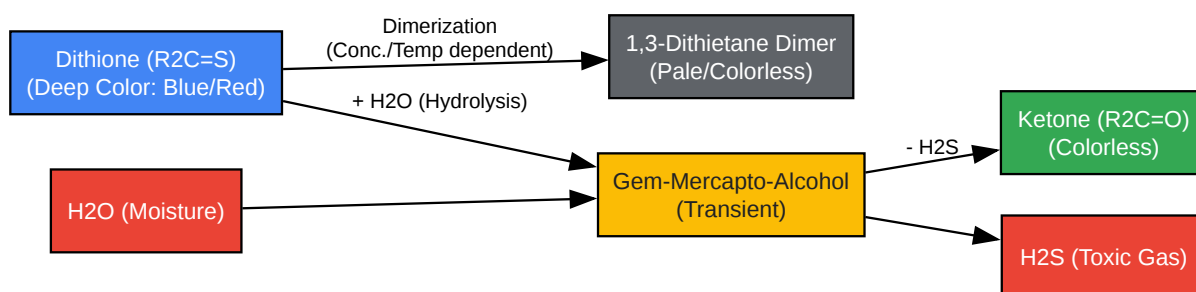 Dithione (R2C=S)
(Deep Color: Blue/Red)
Dimerization
(Conc./Temp dependent)
1,3-Dithietane Dimer
(Pale/Colorless)
+ H2O (Hydrolysis)
H2O (Moisture)
Gem-Mercapto-Alcohol
(Transient)
- H2S
Ketone (R2C=O)
(Colorless)
H2S (Toxic Gas)